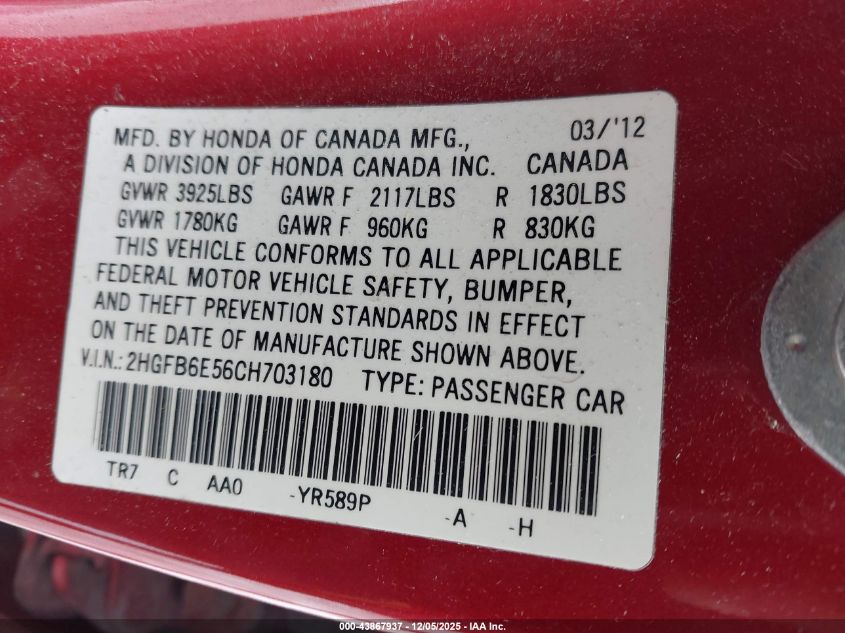 MFD. BY HONDA OF CANADA MFG., 03/'12
A DIVISION OF HONDA CANADA INC. CANADA
GVWR 3925LBS GAWR F 2117LBS R 1830LBS
GVWR 1780KG GAWR F 960KG R 830KG
THIS VEHICLE CONFORMS TO ALL APPLICABLE
FEDERAL MOTOR VEHICLE SAFETY, BUMPER,
AND THEFT PREVENTION STANDARDS IN EFFECT
ON THE DATE OF MANUFACTURE SHOWN ABOVE.
V.I.N.: 2HGFB6E56CH703180 TYPE: PASSENGER CAR
TR7 C AA0 -YR589P -A -H
000-43867937 - 12/05/2025 - IAA Inc.